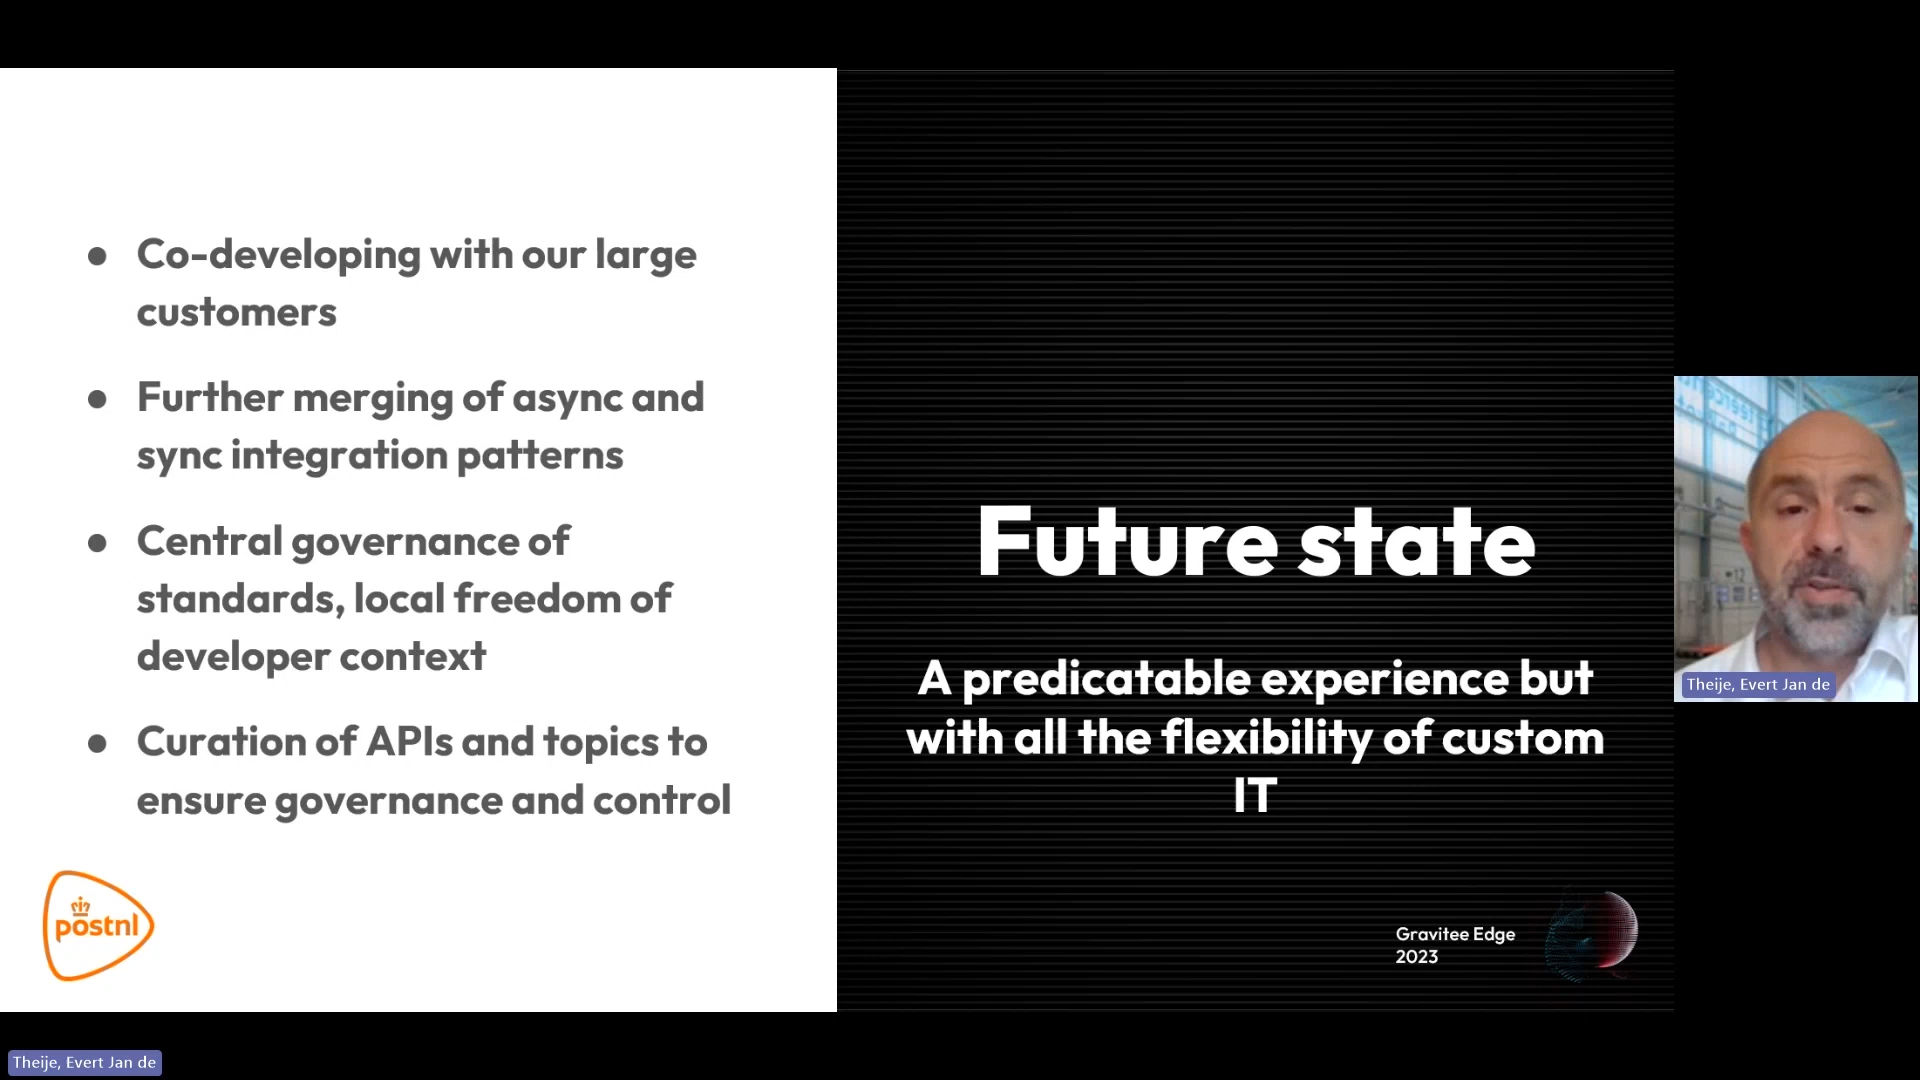 ● Co-developing with our large
customers
● Further merging of async and
sync integration patterns
● Central governance of
standards, local freedom of
developer context
● Curation of APIs and topics to
ensure governance and control
postnl
Future state
A predicatable experience but
with all the flexibility of custom
IT
Gravitee Edge
2023
Theije, Evert Jan de
Theije, Evert Jan de